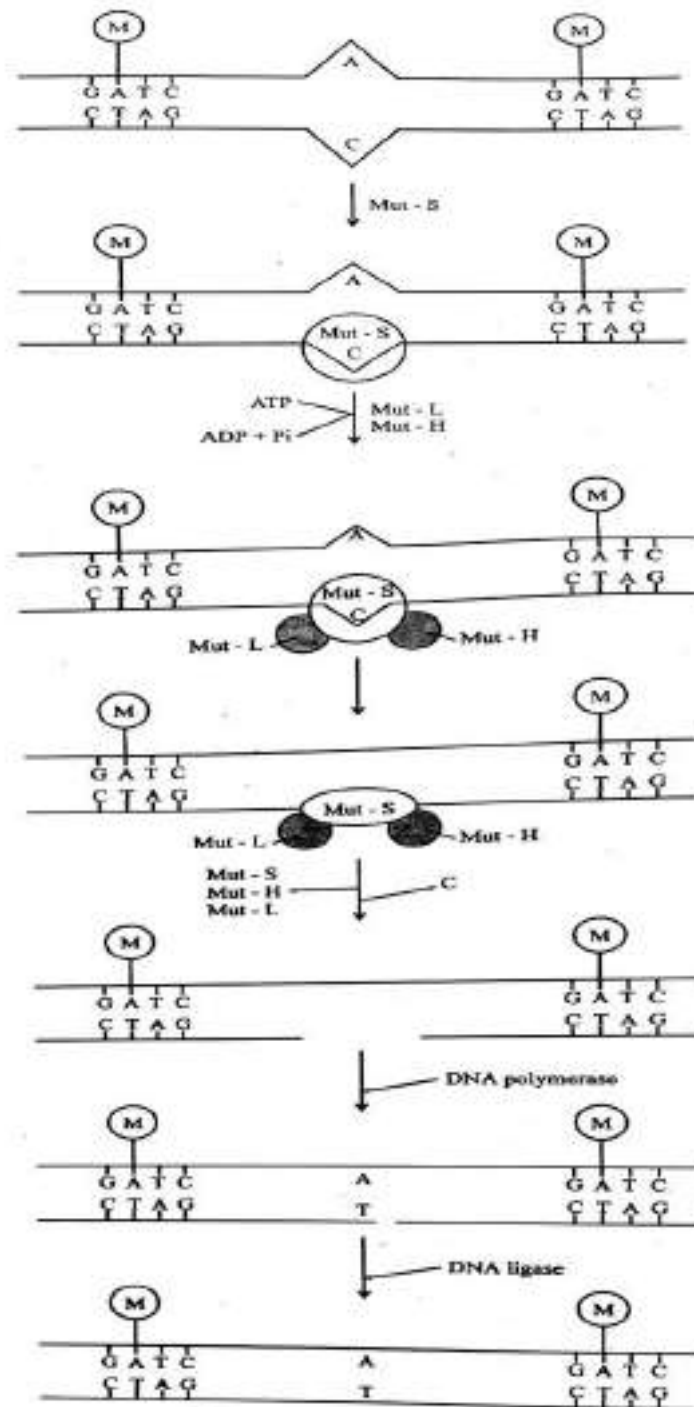 M M
A
G A T C G A T C
C T A G C T A G
C
Mut - S
M M
A
G A T C G A T C
C T A G C T A G
Mut - S
C
ATP
Mut - L
ADP + Pi
Mut - H
M M
A
G A T C G A T C
C T A G C T A G
Mut - S
C
Mut - L Mut - H
M M
G A T C G A T C
C T A G C T A G
Mut - S
Mut - L Mut - H
Mut - S
Mut - H C
Mut - L
M M
G A T C G A T C
C T A G C T A G
DNA polymerase
M M
G A T C A G A T C
C T A G T C T A G
DNA ligase
M M
G A T C A G A T C
C T A G T C T A G